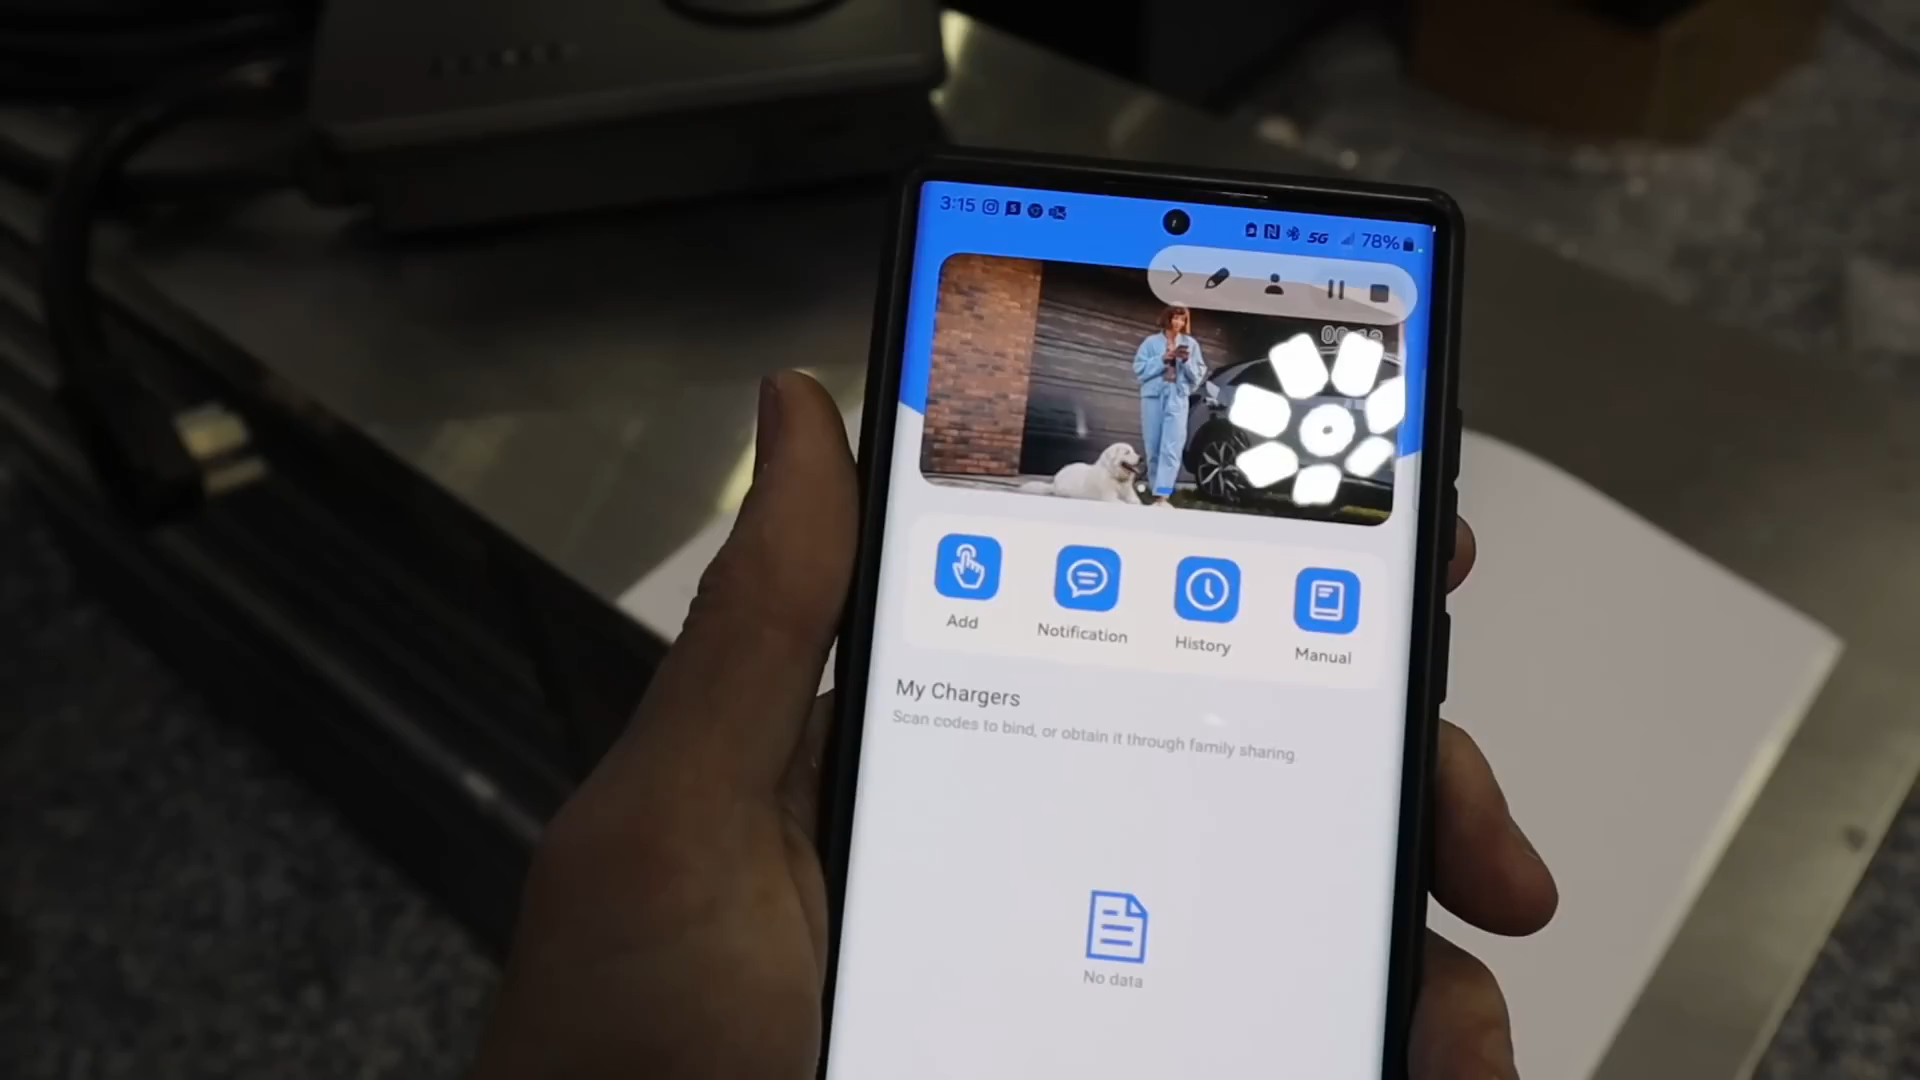 3:15
5G
78%
Add
Notification
History
Manual
My Chargers
Scan codes to bind, or obtain it through family sharing.
No data